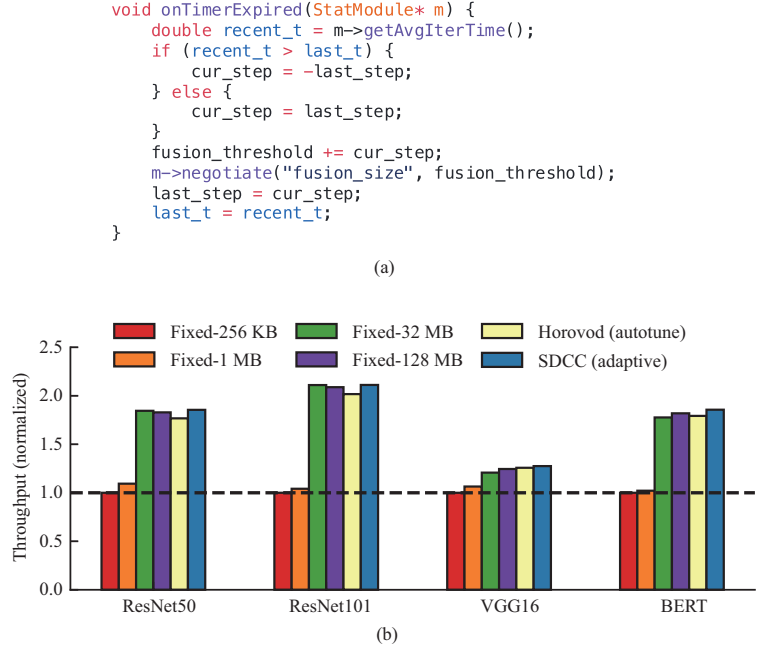 void onTimerExpired(StatModule* m) {
    double recent_t = m->getAvgIterTime();
    if (recent_t > last_t) {
        cur_step = -last_step;
    } else {
        cur_step = last_step;
    }
    fusion_threshold += cur_step;
    m->negotiate("fusion_size", fusion_threshold);
    last_step = cur_step;
    last_t = recent_t;
}
(a)
Fixed-256 KB Fixed-32 MB Horovod (autotune)
Fixed-1 MB Fixed-128 MB SDCC (adaptive)
Throughput (normalized)
2.5
2.0
1.5
1.0
0.5
0.0
ResNet50 ResNet101 VGG16 BERT
(b)